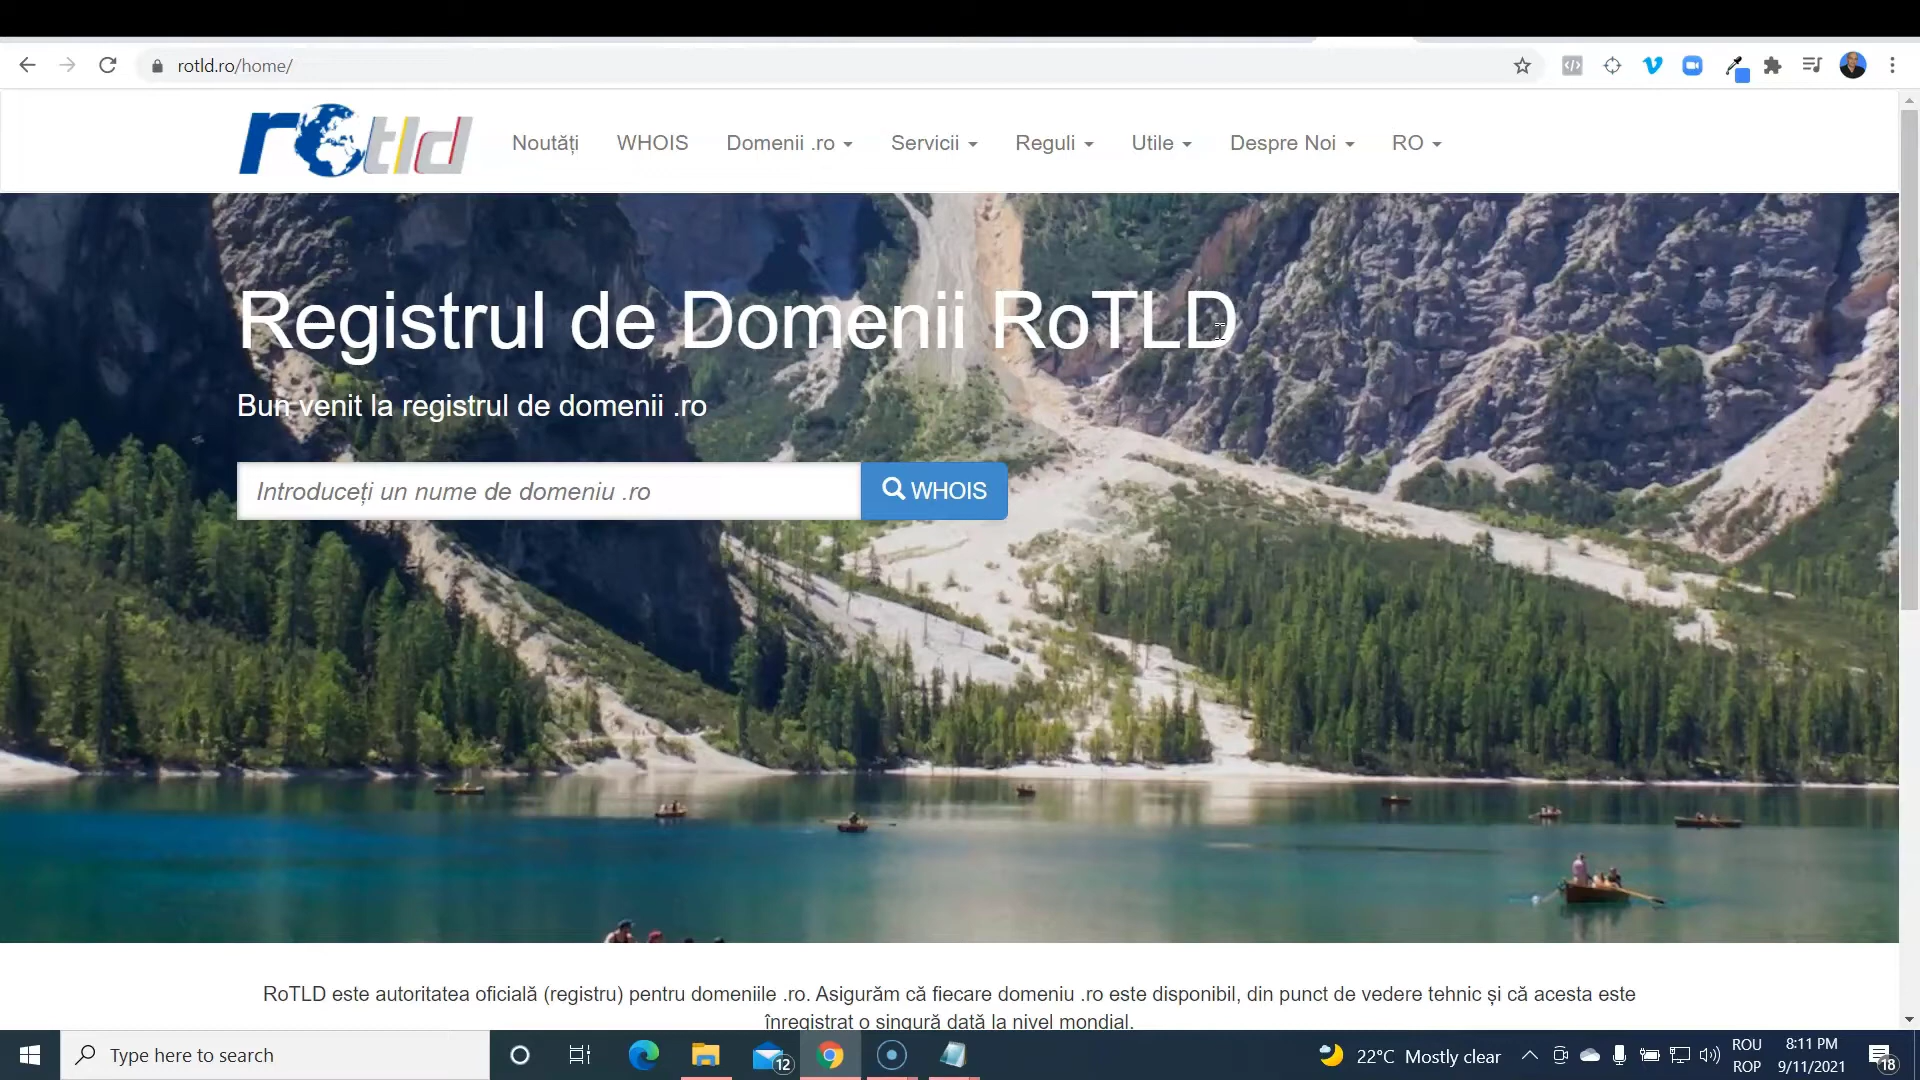 rotld.ro/home/
rotld
Noutăți
WHOIS
Domenii .ro
Servicii
Reguli
Utile
Despre Noi
RO
Registrul de Domenii RoTLD
Bun venit la registrul de domenii .ro
Introduceți un nume de domeniu .ro
WHOIS
RoTLD este autoritatea oficială (registru) pentru domeniile .ro. Asigurăm că fiecare domeniu .ro este disponibil, din punct de vedere tehnic și că acesta este
înregistrat o singură dată la nivel mondial.
Type here to search
12
22°C Mostly clear
ROU
ROP
8:11 PM
9/11/2021
18